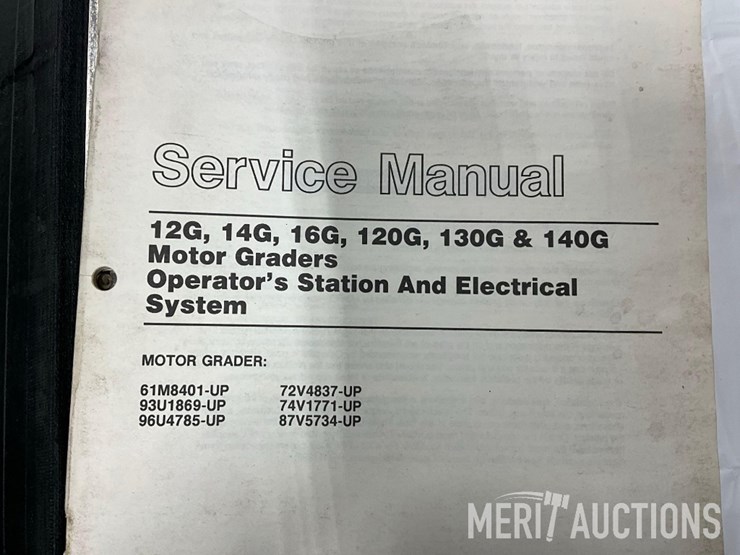 Service Manual
12G, 14G, 16G, 120G, 130G & 140G
Motor Graders
Operator's Station And Electrical
System
MOTOR GRADER:
61M8401-UP 72V4837-UP
93U1869-UP 74V1771-UP
96U4785-UP 87V5734-UP
MERIT AUCTIONS